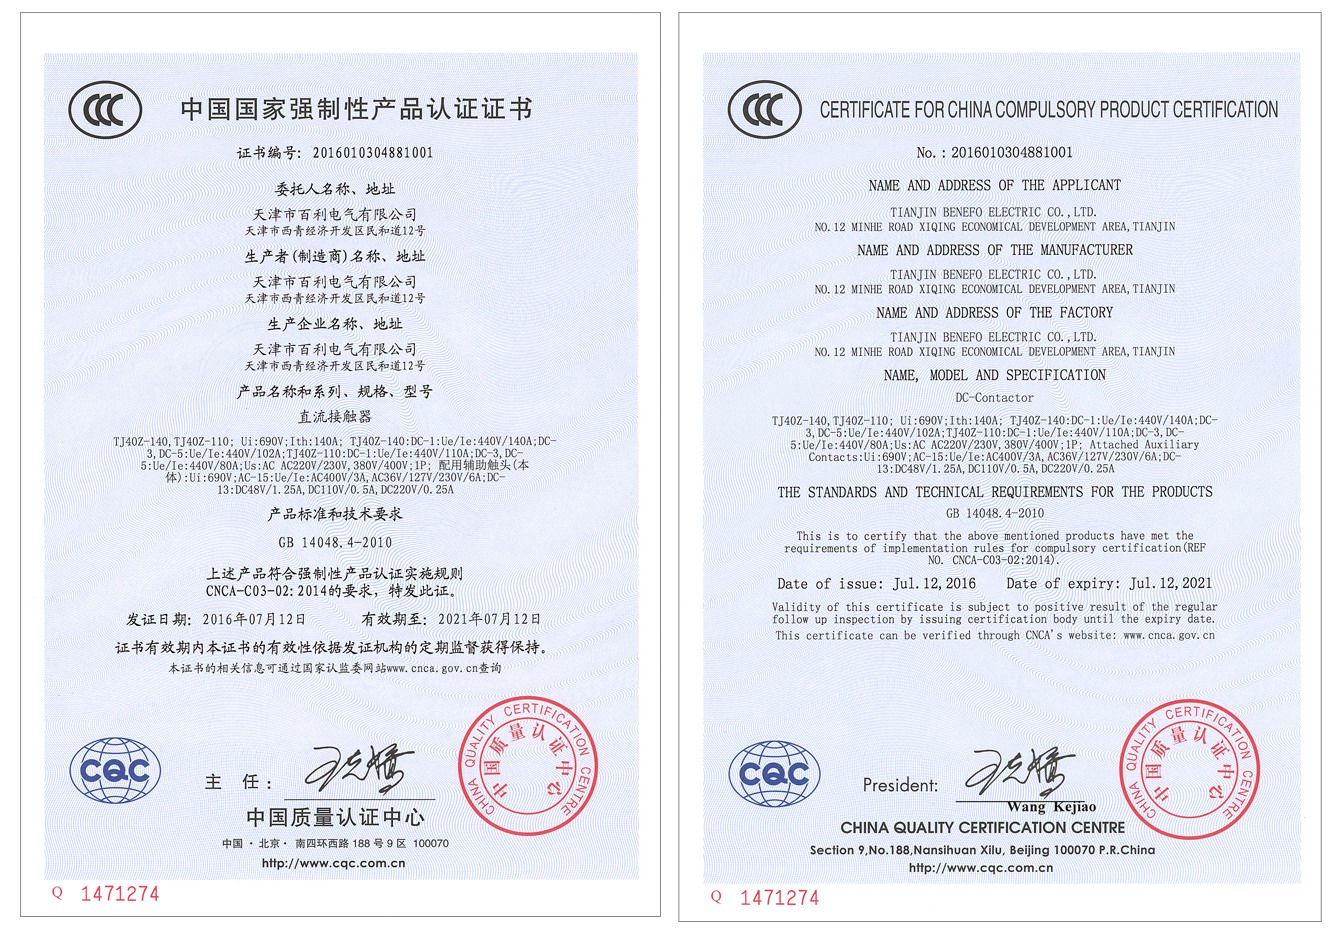 中国国家强制性产品认证证书
证书编号: 2016010304881001
委托人名称、地址
天津市百利电气有限公司
天津市西青经济开发区民和道12号
生产者(制造商)名称、地址
天津市百利电气有限公司
天津市西青经济开发区民和道12号
生产企业名称、地址
天津市百利电气有限公司
天津市西青经济开发区民和道12号
产品名称和系列、规格、型号
直流接触器
TJ40Z-140,TJ40Z-110; Ui:690V;Ith:140A; TJ40Z-140:DC-1:Ue/Ie:440V/140A;DC-
3,DC-5:Ue/Ie:440V/102A;TJ40Z-110:DC-1:Ue/Ie:440V/110A;DC-3,DC-
5:Ue/Ie:440V/80A;Us:AC AC220V/230V,380V/400V;1P; 配用辅助触头(本
体):Ui:690V;AC-15:Ue/Ie:AC400V/3A,AC36V/127V/230V/6A;DC-
13:DC48V/1.25A,DC110V/0.5A,DC220V/0.25A
产品标准和技术要求
GB 14048.4-2010
上述产品符合强制性产品认证实施规则
CNCA-C03-02:2014的要求，特发此证。
发证日期: 2016年07月12日 有效期至: 2021年07月12日
证书有效期内本证书的有效性依据发证机构的定期监督获得保持。
本证书的相关信息可通过国家认监委网站www.cnca.gov.cn查询
CQC
主 任:
CHINA QUALITY CERTIFICATION CENTRE
中国质量认证中心
中国质量认证中心
中国·北京·南四环西路 188 号 9 区 100070
http://www.cqc.com.cn
Q 1471274
CERTIFICATE FOR CHINA COMPULSORY PRODUCT CERTIFICATION
No.: 2016010304881001
NAME AND ADDRESS OF THE APPLICANT
TIANJIN BENEFO ELECTRIC CO.,LTD.
NO.12 MINHE ROAD XIQING ECONOMICAL DEVELOPMENT AREA,TIANJIN
NAME AND ADDRESS OF THE MANUFACTURER
TIANJIN BENEFO ELECTRIC CO.,LTD.
NO.12 MINHE ROAD XIQING ECONOMICAL DEVELOPMENT AREA,TIANJIN
NAME AND ADDRESS OF THE FACTORY
TIANJIN BENEFO ELECTRIC CO.,LTD.
NO.12 MINHE ROAD XIQING ECONOMICAL DEVELOPMENT AREA,TIANJIN
NAME, MODEL AND SPECIFICATION
DC-Contactor
TJ40Z-140,TJ40Z-110; Ui:690V;Ith:140A; TJ40Z-140:DC-1:Ue/Ie:440V/140A;DC-
3,DC-5:Ue/Ie:440V/102A;TJ40Z-110:DC-1:Ue/Ie:440V/110A;DC-3,DC-
5:Ue/Ie:440V/80A;Us:AC AC220V/230V,380V/400V;1P; Attached Auxiliary
Contacts:Ui:690V;AC-15:Ue/Ie:AC400V/3A,AC36V/127V/230V/6A;DC-
13:DC48V/1.25A,DC110V/0.5A,DC220V/0.25A
THE STANDARDS AND TECHNICAL REQUIREMENTS FOR THE PRODUCTS
GB 14048.4-2010
This is to certify that the above mentioned products have met the
requirements of implementation rules for compulsory certification(REF
NO. CNCA-C03-02:2014).
Date of issue: Jul.12,2016 Date of expiry: Jul.12,2021
Validity of this certificate is subject to positive result of the regular
follow up inspection by issuing certification body until the expiry date.
This certificate can be verified through CNCA's website: www.cnca.gov.cn
CQC
President:
Wang Kejiao
CHINA QUALITY CERTIFICATION CENTRE
中国质量认证中心
CHINA QUALITY CERTIFICATION CENTRE
Section 9,No.188,Nansihuan Xilu, Beijing 100070 P.R.China
http://www.cqc.com.cn
Q 1471274